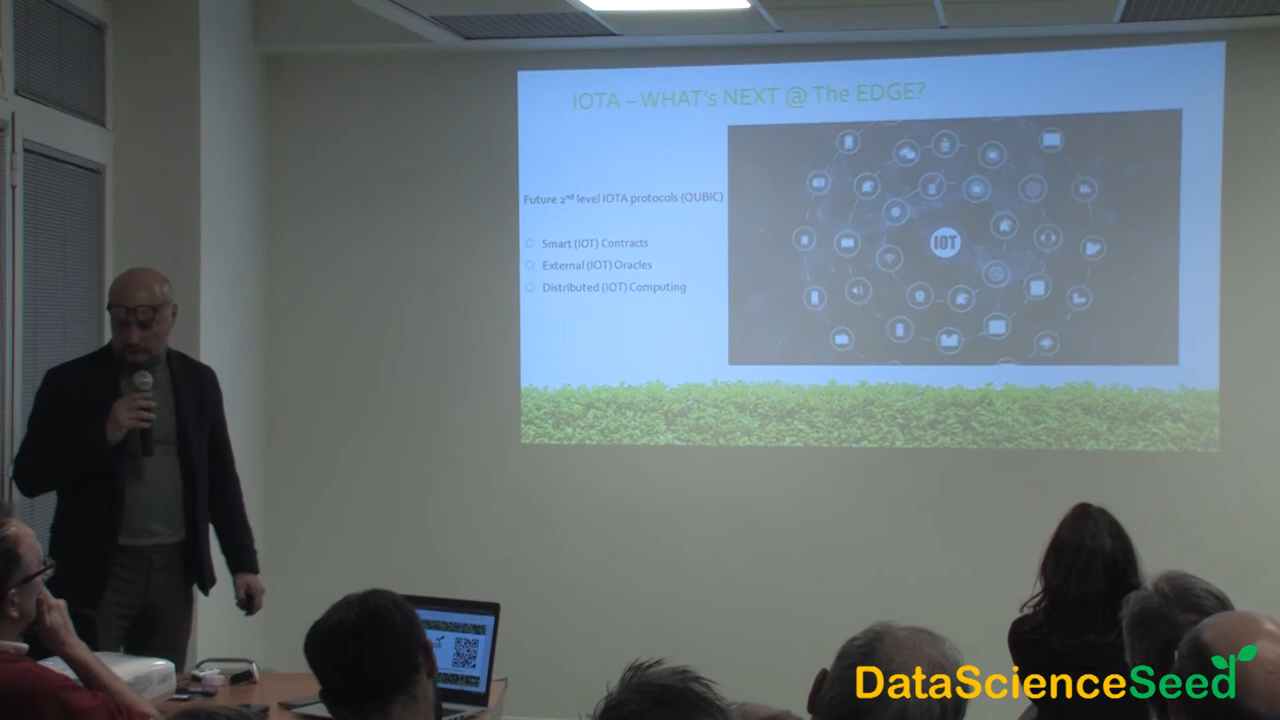 IOTA – WHAT's NEXT @ The EDGE?
Future 2nd level IOTA protocols (QUBIC)
Smart (IOT) Contracts
External (IOT) Oracles
Distributed (IOT) Computing
IOT
DataScienceSeed